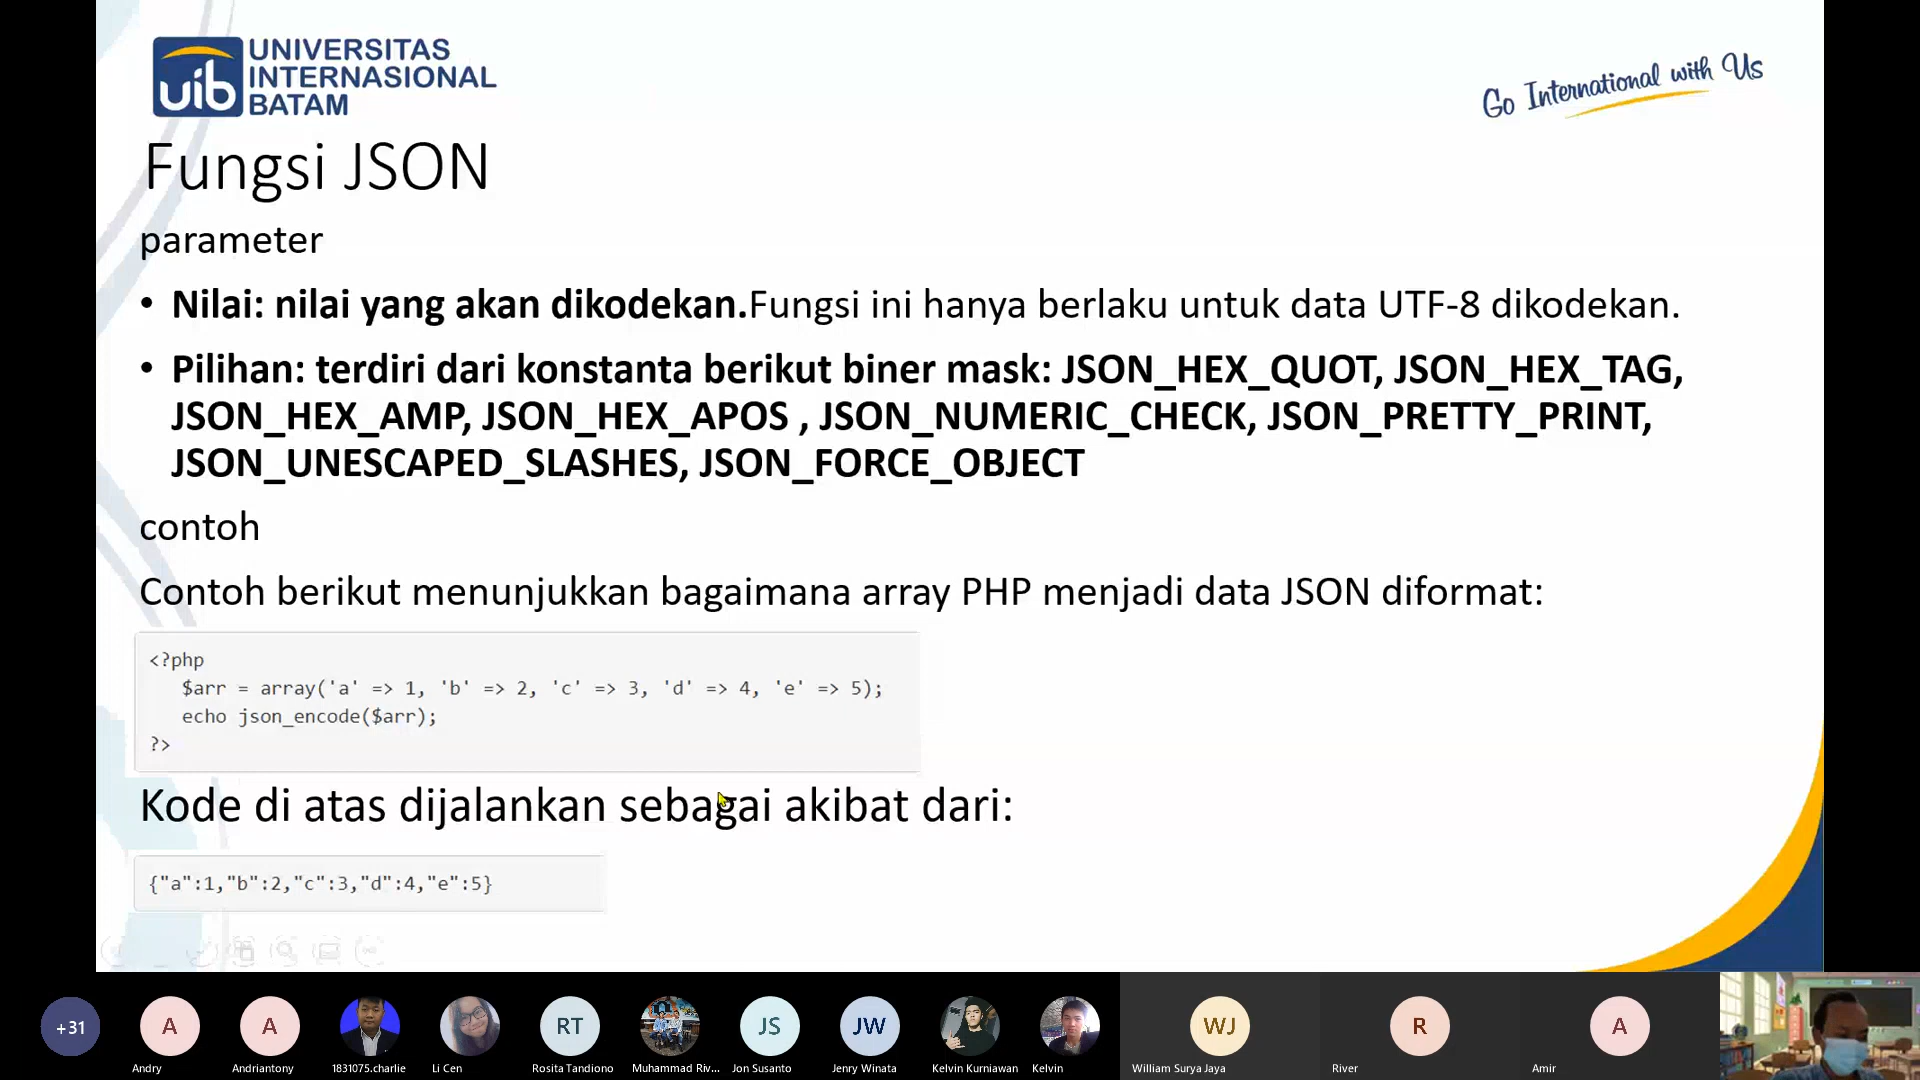 UNIVERSITAS
INTERNASIONAL
BATAM
uib
Go International with Us
Fungsi JSON
parameter
• Nilai: nilai yang akan dikodekan.Fungsi ini hanya berlaku untuk data UTF-8 dikodekan.
• Pilihan: terdiri dari konstanta berikut biner mask: JSON_HEX_QUOT, JSON_HEX_TAG,
JSON_HEX_AMP, JSON_HEX_APOS , JSON_NUMERIC_CHECK, JSON_PRETTY_PRINT,
JSON_UNESCAPED_SLASHES, JSON_FORCE_OBJECT
contoh
Contoh berikut menunjukkan bagaimana array PHP menjadi data JSON diformat:
<?php
$arr = array('a' => 1, 'b' => 2, 'c' => 3, 'd' => 4, 'e' => 5);
echo json_encode($arr);
?>
Kode di atas dijalankan sebagai akibat dari:
{"a":1,"b":2,"c":3,"d":4,"e":5}
+31 A A RT JS JW WJ R A
Andry Andriantony 1831075.charlie Li Cen Rosita Tandiono Muhammad Riv... Jon Susanto Jenry Winata Kelvin Kurniawan Kelvin William Surya Jaya River Amir